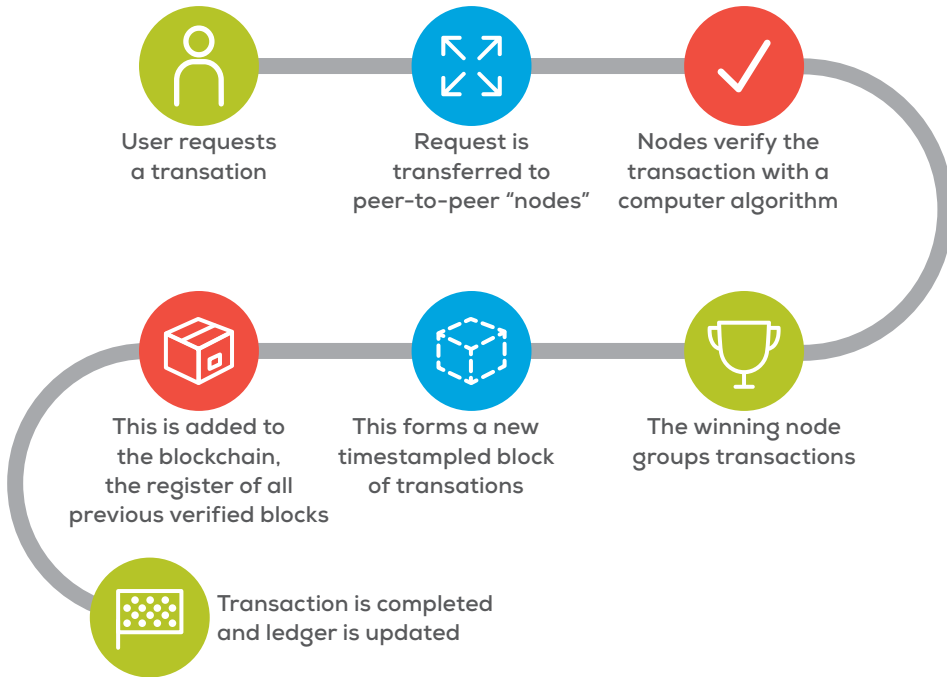 User requests
a transation
Request is
transferred to
peer-to-peer “nodes”
Nodes verify the
transaction with a
computer algorithm
The winning node
groups transactions
This forms a new
timestamped block
of transations
This is added to
the blockchain,
the register of all
previous verified blocks
Transaction is completed
and ledger is updated